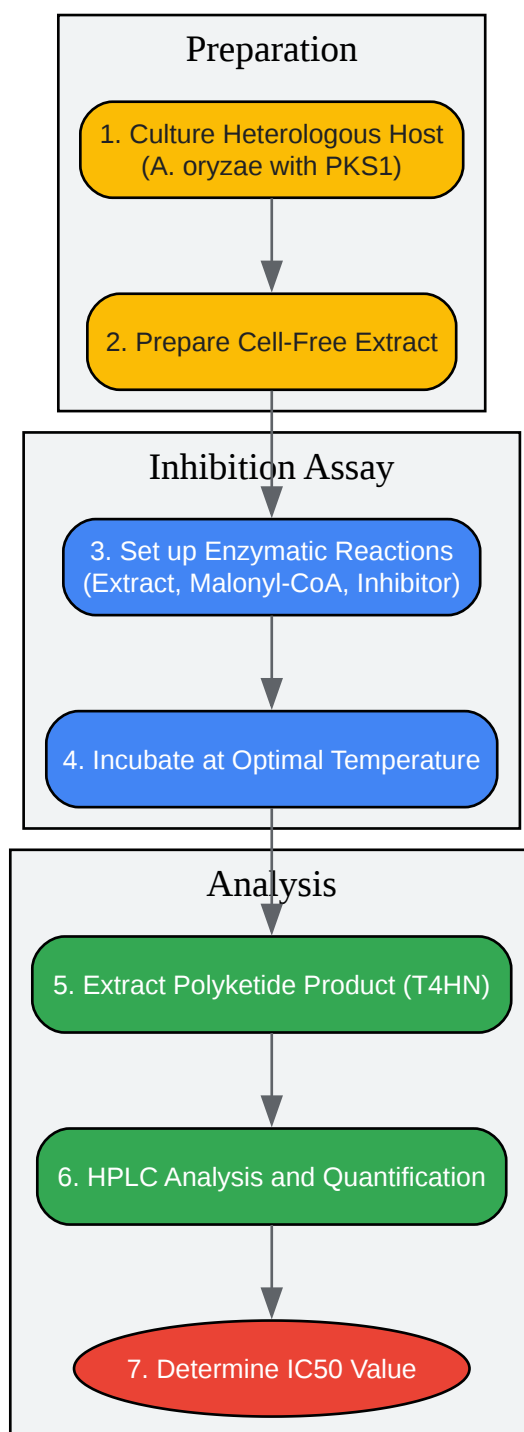 Preparation
1. Culture Heterologous Host
(A. oryzae with PKS1)
2. Prepare Cell-Free Extract
Inhibition Assay
3. Set up Enzymatic Reactions
(Extract, Malonyl-CoA, Inhibitor)
4. Incubate at Optimal Temperature
Analysis
5. Extract Polyketide Product (T4HN)
6. HPLC Analysis and Quantification
7. Determine IC50 Value